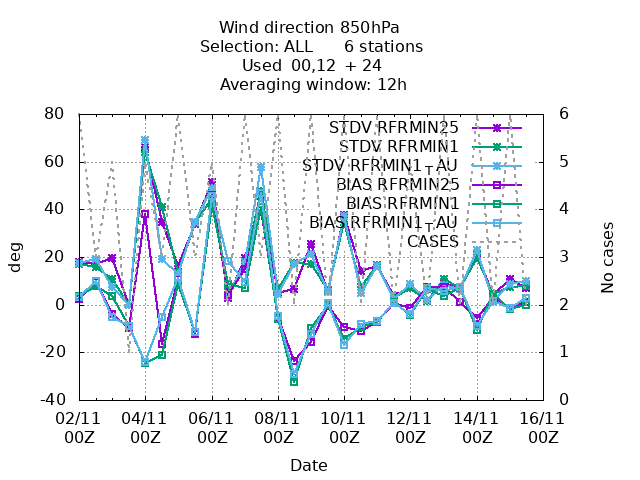 Wind direction 850hPa
Selection: ALL 6 stations
Used 00,12 + 24
Averaging window: 12h
80 6
STDV RFRMIN25
STDV RFRMIN1
60 5
STDV RFRMIN1_TAU
BIAS RFRMIN25
BIAS RFRMIN1
40 4
BIAS RFRMIN1_TAU
CASES
20 3
deg
No cases
0 2
-20 1
-40 0
02/11 04/11 06/11 08/11 10/11 12/11 14/11 16/11
00Z 00Z 00Z 00Z 00Z 00Z 00Z 00Z
Date